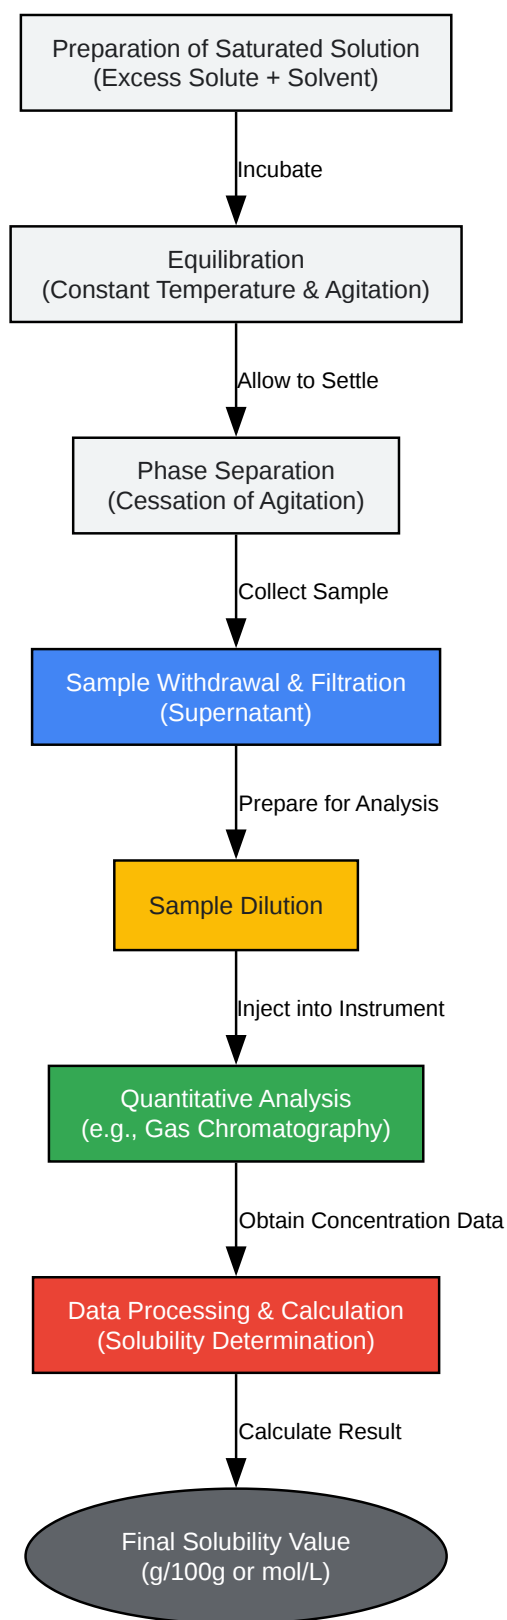 Preparation of Saturated Solution
(Excess Solute + Solvent)
Incubate
Equilibration
(Constant Temperature & Agitation)
Allow to Settle
Phase Separation
(Cessation of Agitation)
Collect Sample
Sample Withdrawal & Filtration
(Supernatant)
Prepare for Analysis
Sample Dilution
Inject into Instrument
Quantitative Analysis
(e.g., Gas Chromatography)
Obtain Concentration Data
Data Processing & Calculation
(Solubility Determination)
Calculate Result
Final Solubility Value
(g/100g or mol/L)